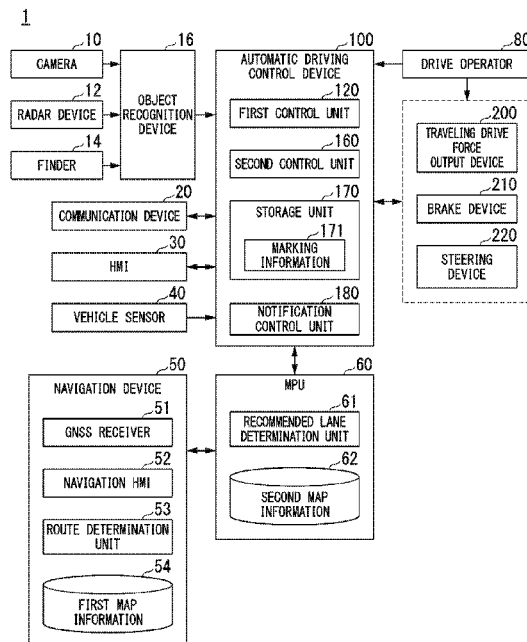 1
10
CAMERA
12
RADAR DEVICE
14
FINDER
16
OBJECT
RECOGNITION
DEVICE
20
COMMUNICATION DEVICE
30
HMI
40
VEHICLE SENSOR
100
AUTOMATIC DRIVING
CONTROL DEVICE
120
FIRST CONTROL UNIT
160
SECOND CONTROL UNIT
170
STORAGE UNIT
171
MARKING
INFORMATION
180
NOTIFICATION
CONTROL UNIT
80
DRIVE OPERATOR
200
TRAVELING DRIVE
FORCE
OUTPUT DEVICE
210
BRAKE DEVICE
220
STEERING
DEVICE
50
NAVIGATION DEVICE
51
GNSS RECEIVER
52
NAVIGATION HMI
53
ROUTE DETERMINATION
UNIT
54
FIRST MAP
INFORMATION
60
MPU
61
RECOMMENDED LANE
DETERMINATION UNIT
62
SECOND MAP
INFORMATION